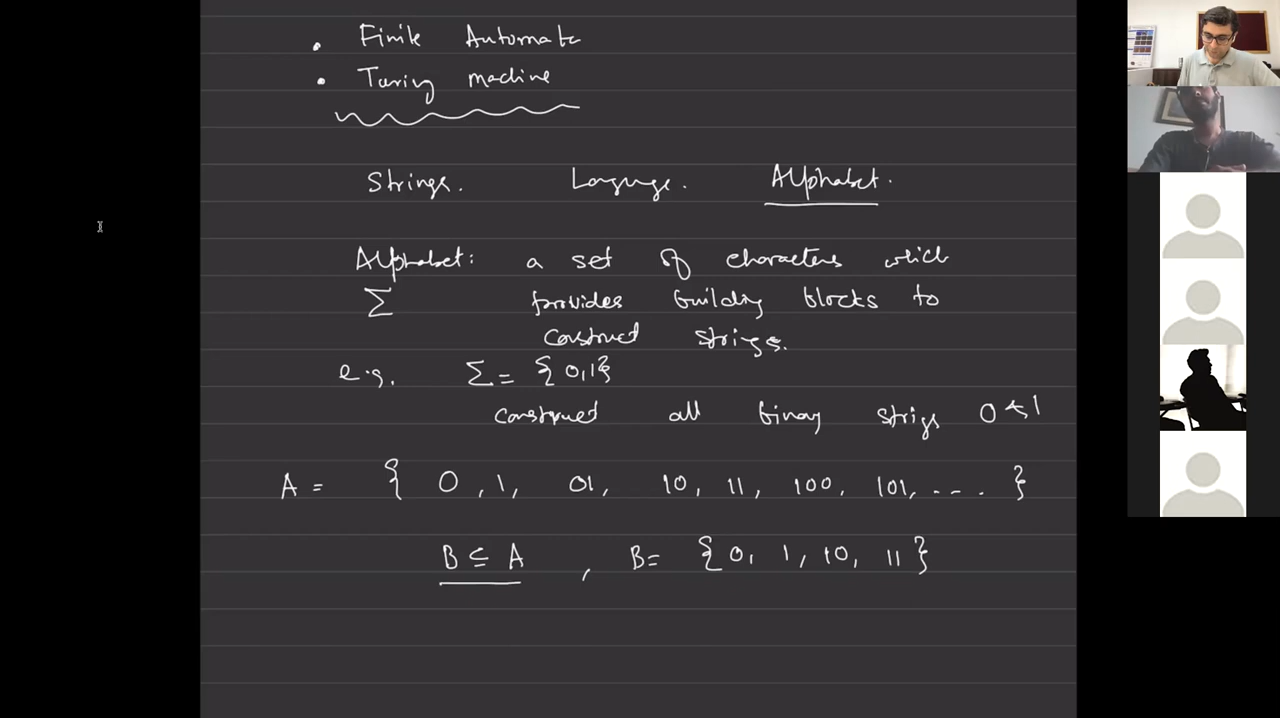 • Finite Automata
• Turing machine
Strings. Language. Alphabet.
Alphabet: a set of characters which
Σ provides building blocks to
construct strings.
e.g. Σ = {0,1}
construct all binary strigs 0 & 1
A = { 0, 1, 01, 10, 11, 100, 101, .... }
B ⊆ A , B = {0, 1, 10, 11}